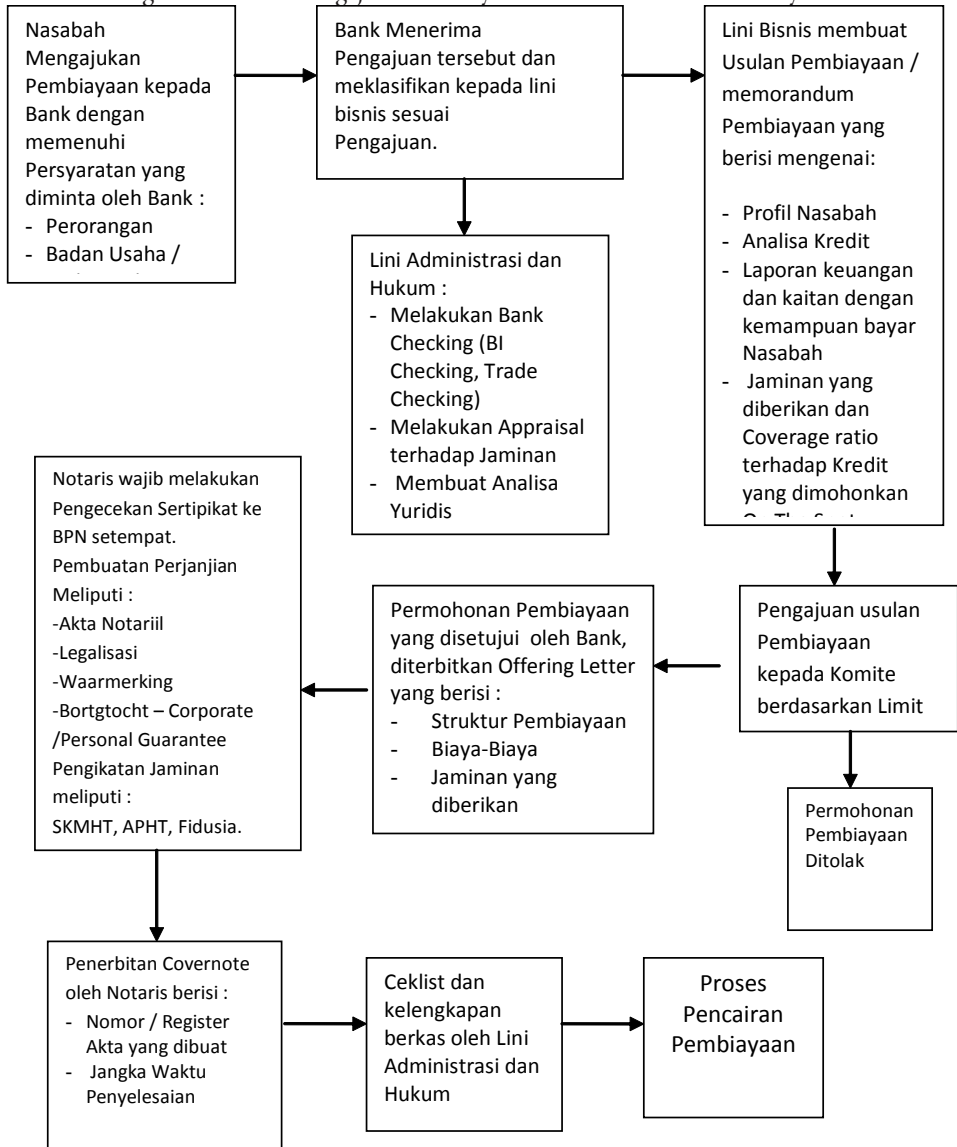 Nasabah
Mengajukan
Pembiayaan kepada
Bank dengan
memenuhi
Persyaratan yang
diminta oleh Bank :
- Perorangan
- Badan Usaha /
Bank Menerima
Pengajuan tersebut dan
meklasifikan kepada lini
bisnis sesuai
Pengajuan.
Lini Bisnis membuat
Usulan Pembiayaan /
memorandum
Pembiayaan yang
berisi mengenai:
- Profil Nasabah
- Analisa Kredit
- Laporan keuangan
dan kaitan dengan
kemampuan bayar
Nasabah
- Jaminan yang
diberikan dan
Coverage ratio
terhadap Kredit
yang dimohonkan
Lini Administrasi dan
Hukum :
- Melakukan Bank
Checking (BI
Checking, Trade
Checking)
- Melakukan Appraisal
terhadap Jaminan
- Membuat Analisa
Yuridis
Pengajuan usulan
Pembiayaan
kepada Komite
berdasarkan Limit
Permohonan
Pembiayaan
Ditolak
Permohonan Pembiayaan
yang disetujui oleh Bank,
diterbitkan Offering Letter
yang berisi :
- Struktur Pembiayaan
- Biaya-Biaya
- Jaminan yang
diberikan
Notaris wajib melakukan
Pengecekan Sertipikat ke
BPN setempat.
Pembuatan Perjanjian
Meliputi :
-Akta Notariil
-Legalisasi
-Waarmerking
-Bortgtocht – Corporate
/Personal Guarantee
Pengikatan Jaminan
meliputi :
SKMHT, APHT, Fidusia.
Penerbitan Covernote
oleh Notaris berisi :
- Nomor / Register
Akta yang dibuat
- Jangka Waktu
Penyelesaian
Ceklist dan
kelengkapan
berkas oleh Lini
Administrasi dan
Hukum
Proses
Pencairan
Pembiayaan